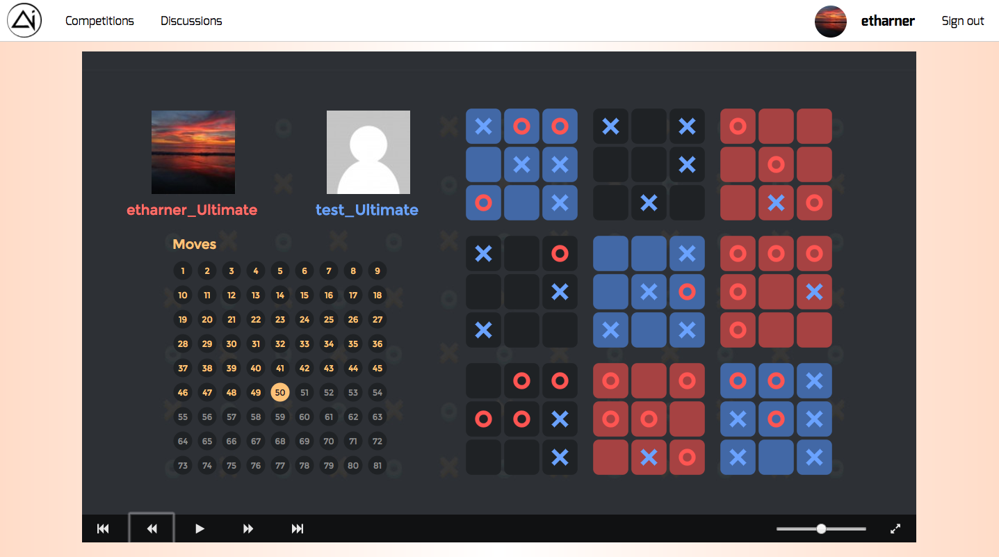 Ai Competitions Discussions etharner Sign out
etharner_Ultimate test_Ultimate
Moves
1 2 3 4 5 6 7 8 9
10 11 12 13 14 15 16 17 18
19 20 21 22 23 24 25 26 27
28 29 30 31 32 33 34 35 36
37 38 39 40 41 42 43 44 45
46 47 48 49 50 51 52 53 54
55 56 57 58 59 60 61 62 63
64 65 66 67 68 69 70 71 72
73 74 75 76 77 78 79 80 81